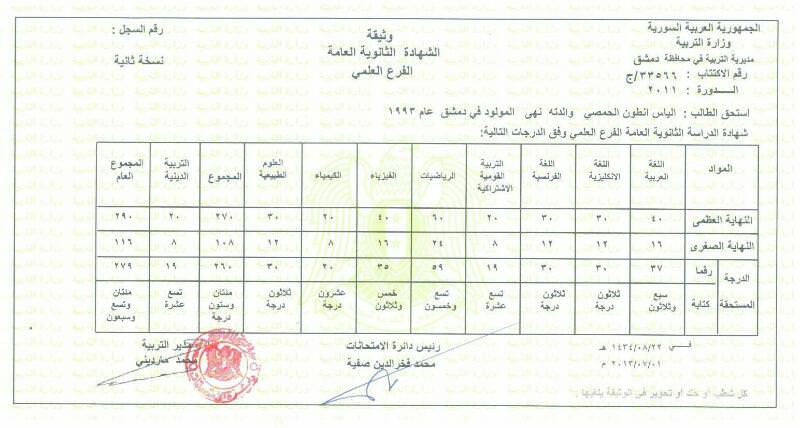 الجمهورية العربية السورية
وزارة التربية
مديرية التربية في محافظة دمشق
رقم الاكتتاب : ٣٣٥٦٦/ج
الـــــدورة : ٢٠١١
وثيقة
الشهادة الثانوية العامة
الفرع العلمي
رقم السجل :
نسخة ثانية
استحق الطالب : الياس انطون الحمصي والدته نهى المولود في دمشق عام ١٩٩٣
شهادة الدراسة الثانوية العامة الفرع العلمي وفق الدرجات التالية:
المواد اللغة العربية اللغة الانكليزية اللغة الفرنسية التربية القومية الاشتراكية الرياضيات الفيزياء الكيمياء العلوم الطبيعية المجموع التربية الدينية المجموع العام
النهاية العظمى ٤٠ ٣٠ ٣٠ ٢٠ ٦٠ ٤٠ ٢٠ ٣٠ ٢٧٠ ٢٠ ٢٩٠
النهاية الصغرى ١٦ ١٢ ١٢ ٨ ٢٤ ١٦ ٨ ١٢ ١٠٨ ٨ ١١٦
الدرجة المستحقة رقما ٣٧ ٣٠ ٣٠ ١٩ ٥٩ ٣٥ ٢٠ ٣٠ ٢٦٠ ١٩ ٢٧٩
كتابة سبع وثلاثون ثلاثون درجة ثلاثون درجة تسع عشرة تسع وخمسون خمس وثلاثون عشرون درجة ثلاثون درجة مئتان وستون درجة تسع عشرة مئتان وتسع وسبعون
في ١٤٣٤/٠٨/٢٢ هـ
٢٠١٣/٠٧/٠١ م
رئيس دائرة الامتحانات
محمد فخرالدين صفية
مدير التربية
محمد مارديني
كل شطب أو حك أو تحوير في الوثيقة يلغيها .